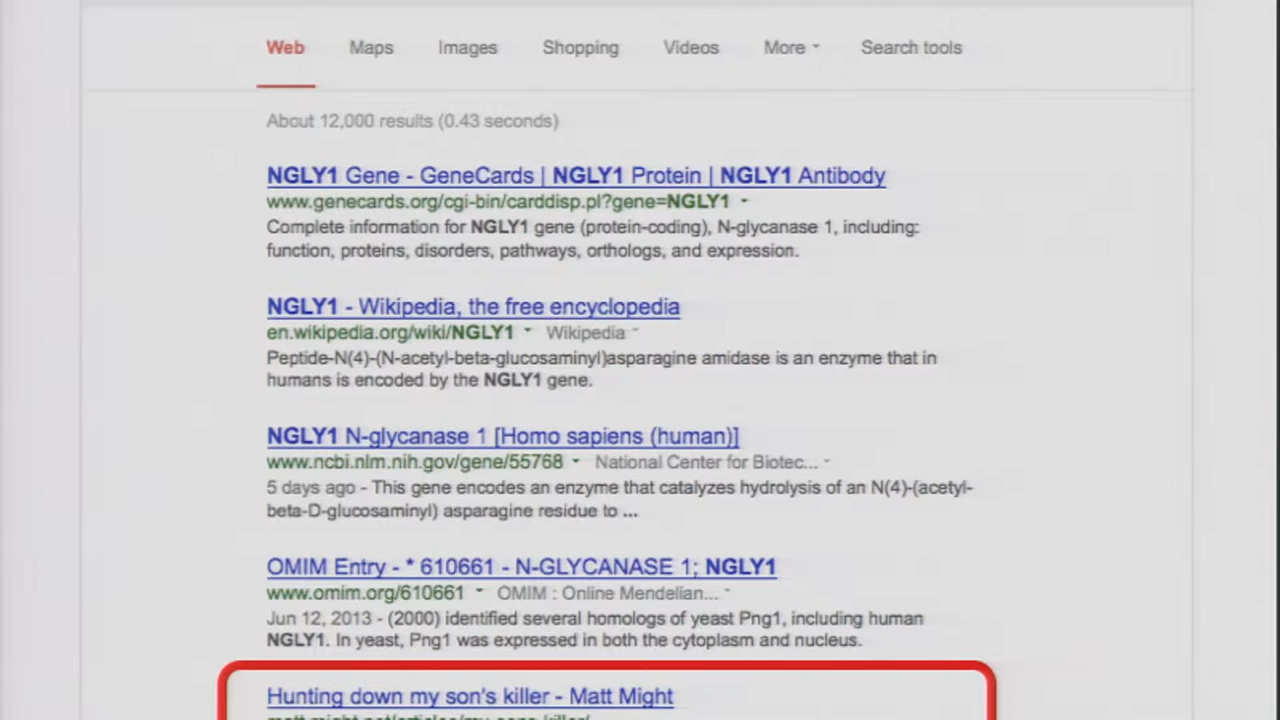 Web Maps Images Shopping Videos More Search tools
About 12,000 results (0.43 seconds)
NGLY1 Gene - GeneCards | NGLY1 Protein | NGLY1 Antibody
www.genecards.org/cgi-bin/carddisp.pl?gene=NGLY1
Complete information for NGLY1 gene (protein-coding), N-glycanase 1, including:
function, proteins, disorders, pathways, orthologs, and expression.
NGLY1 - Wikipedia, the free encyclopedia
en.wikipedia.org/wiki/NGLY1 Wikipedia
Peptide-N(4)-(N-acetyl-beta-glucosaminyl)asparagine amidase is an enzyme that in
humans is encoded by the NGLY1 gene.
NGLY1 N-glycanase 1 [Homo sapiens (human)]
www.ncbi.nlm.nih.gov/gene/55768 National Center for Biotec...
5 days ago - This gene encodes an enzyme that catalyzes hydrolysis of an N(4)-(acetyl-
beta-D-glucosaminyl) asparagine residue to ...
OMIM Entry - * 610661 - N-GLYCANASE 1; NGLY1
www.omim.org/610661 OMIM : Online Mendelian...
Jun 12, 2013 - (2000) identified several homologs of yeast Png1, including human
NGLY1. In yeast, Png1 was expressed in both the cytoplasm and nucleus.
Hunting down my son's killer - Matt Might